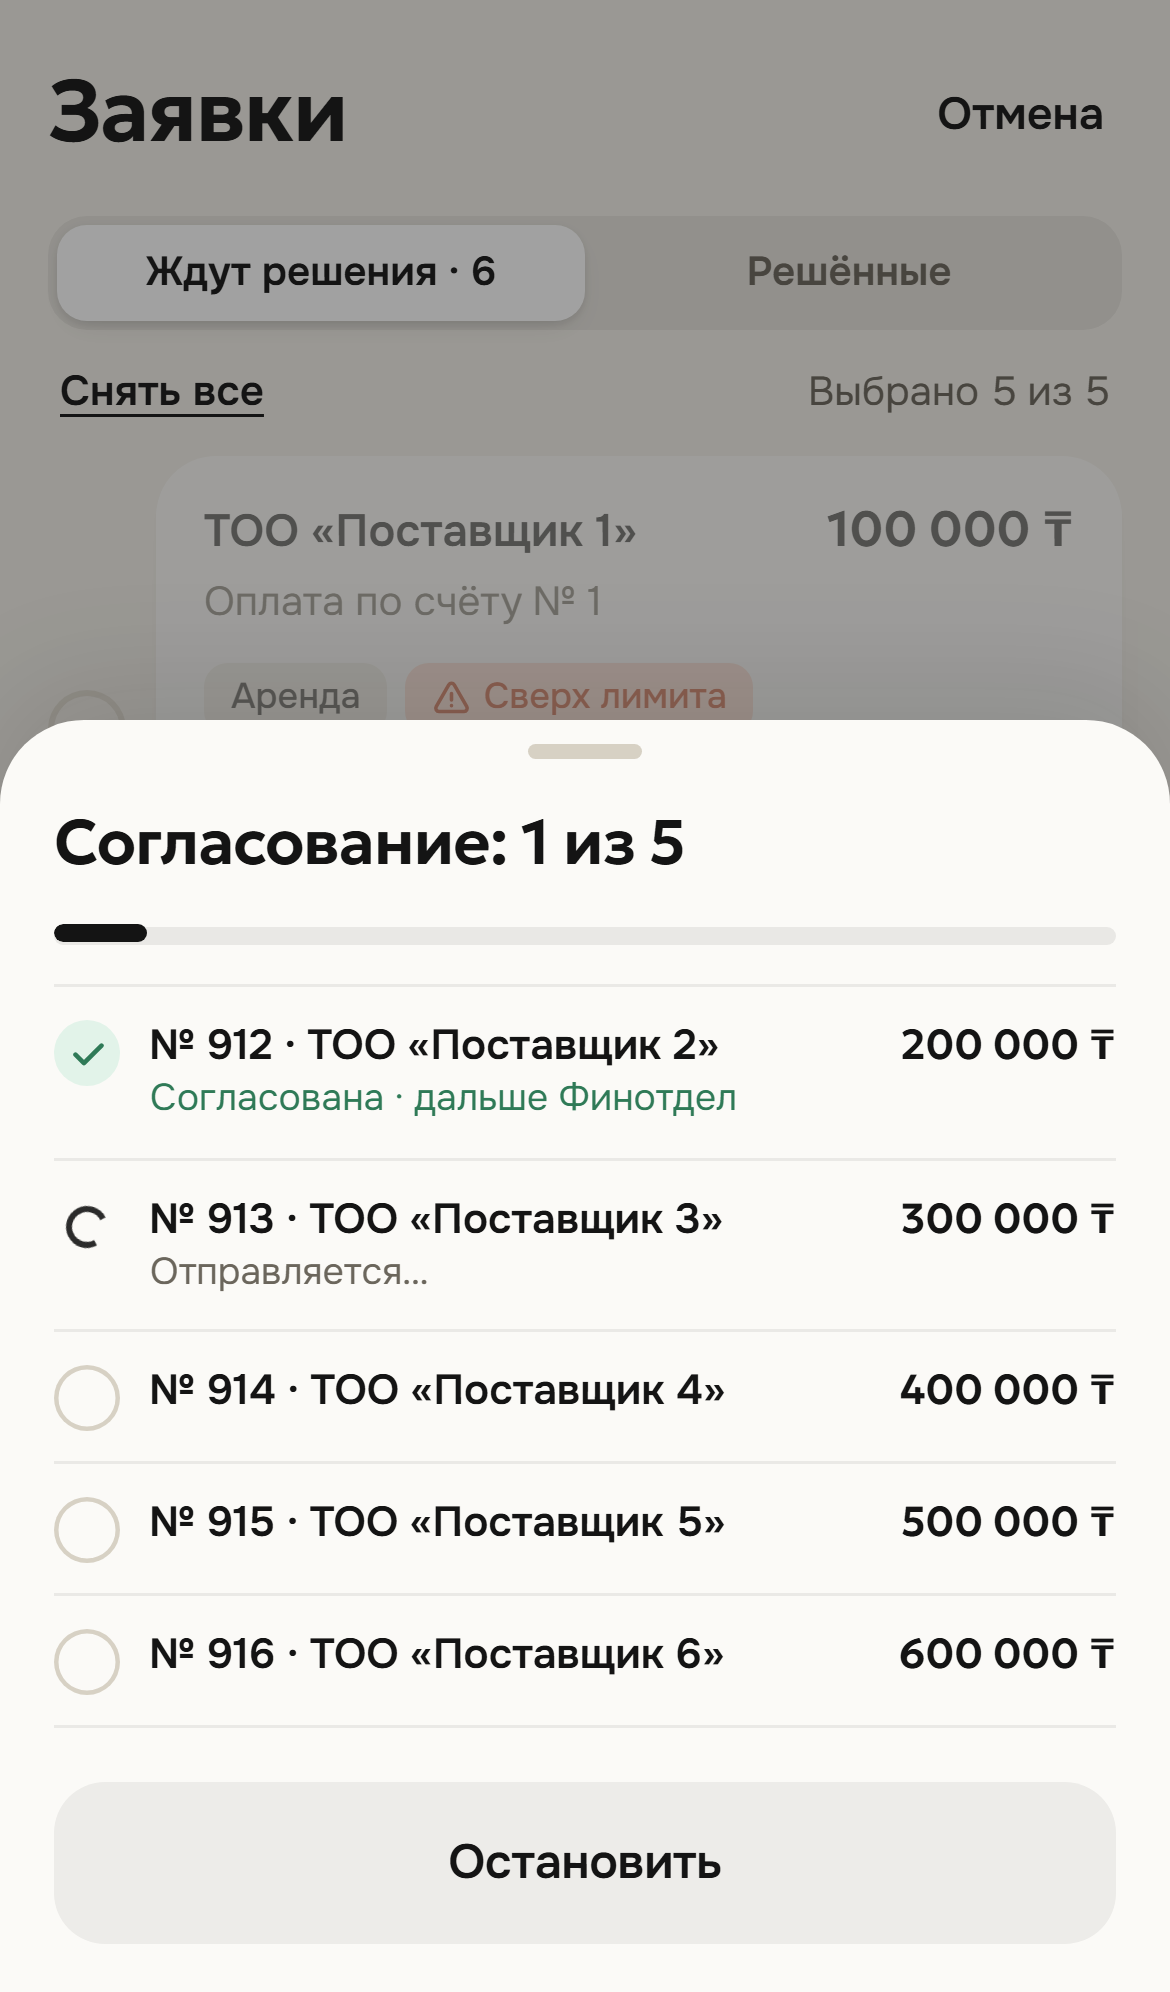 Заявки
Отмена
Ждут решения · 6
Решённые
Снять все
Выбрано 5 из 5
ТОО «Поставщик 1»
100 000 ₸
Оплата по счёту № 1
Аренда
Сверх лимита
Согласование: 1 из 5
№ 912 · ТОО «Поставщик 2»
200 000 ₸
Согласована · дальше Финотдел
№ 913 · ТОО «Поставщик 3»
300 000 ₸
Отправляется...
№ 914 · ТОО «Поставщик 4»
400 000 ₸
№ 915 · ТОО «Поставщик 5»
500 000 ₸
№ 916 · ТОО «Поставщик 6»
600 000 ₸
Остановить